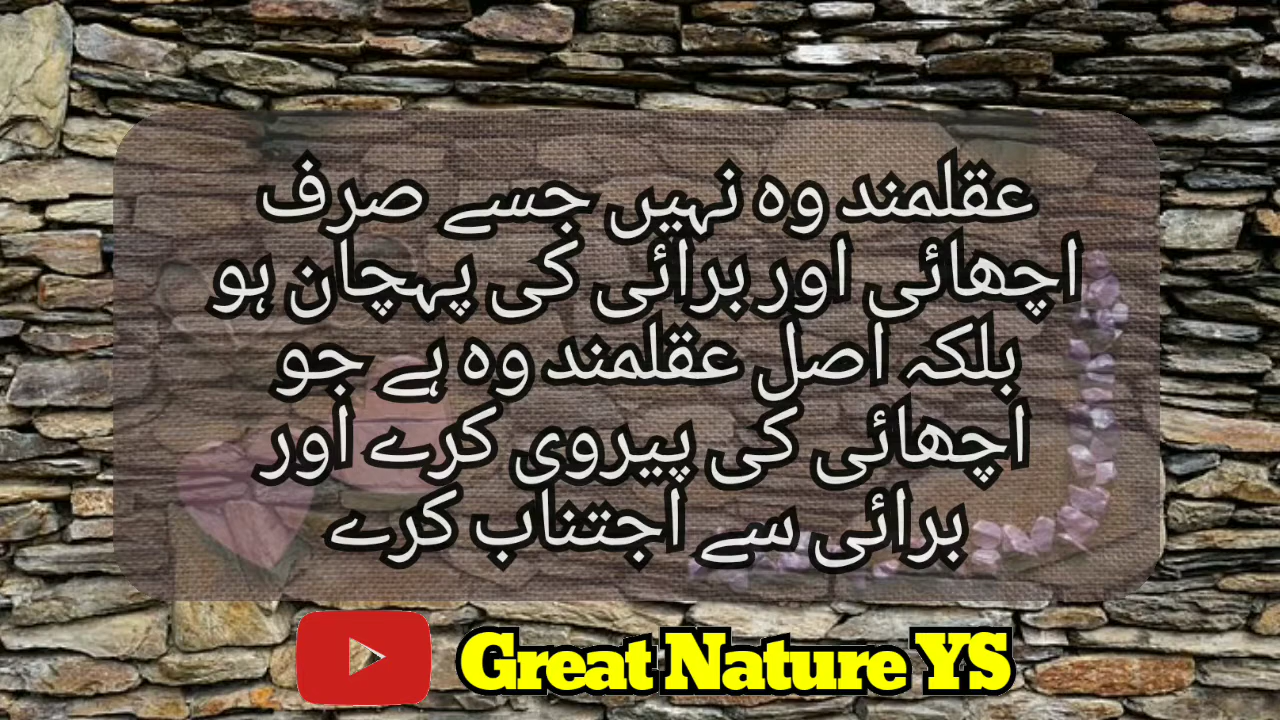 عقلمند وہ نہیں جسے صرف
اچھائی اور برائی کی پہچان ہو
بلکہ اصل عقلمند وہ ہے جو
اچھائی کی پیروی کرے اور
برائی سے اجتناب کرے
Great Nature YS